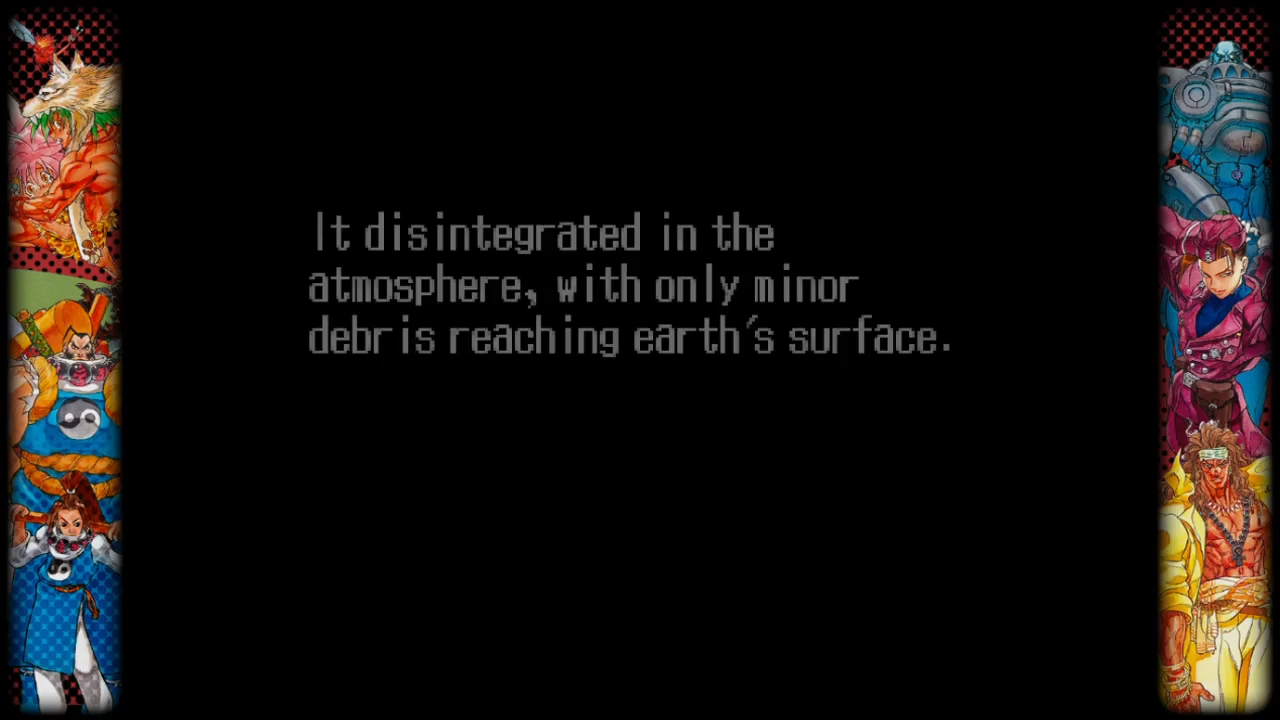 It disintegrated in the
atmosphere, with only minor
debris reaching earth's surface.